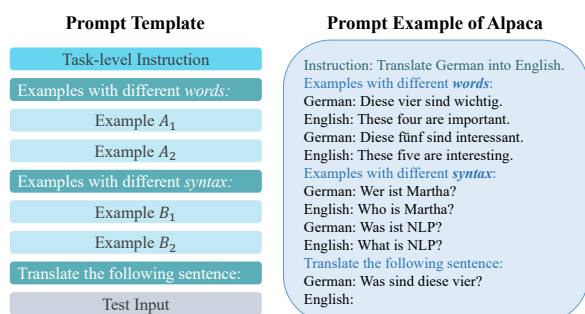 Prompt Template
Task-level Instruction
Examples with different words:
Example A₁
Example A₂
Examples with different syntax:
Example B₁
Example B₂
Translate the following sentence:
Test Input
Prompt Example of Alpaca
Instruction: Translate German into English.
Examples with different words:
German: Diese vier sind wichtig.
English: These four are important.
German: Diese fünf sind interessant.
English: These five are interesting.
Examples with different syntax:
German: Wer ist Martha?
English: Who is Martha?
German: Was ist NLP?
English: What is NLP?
Translate the following sentence:
German: Was sind diese vier?
English: